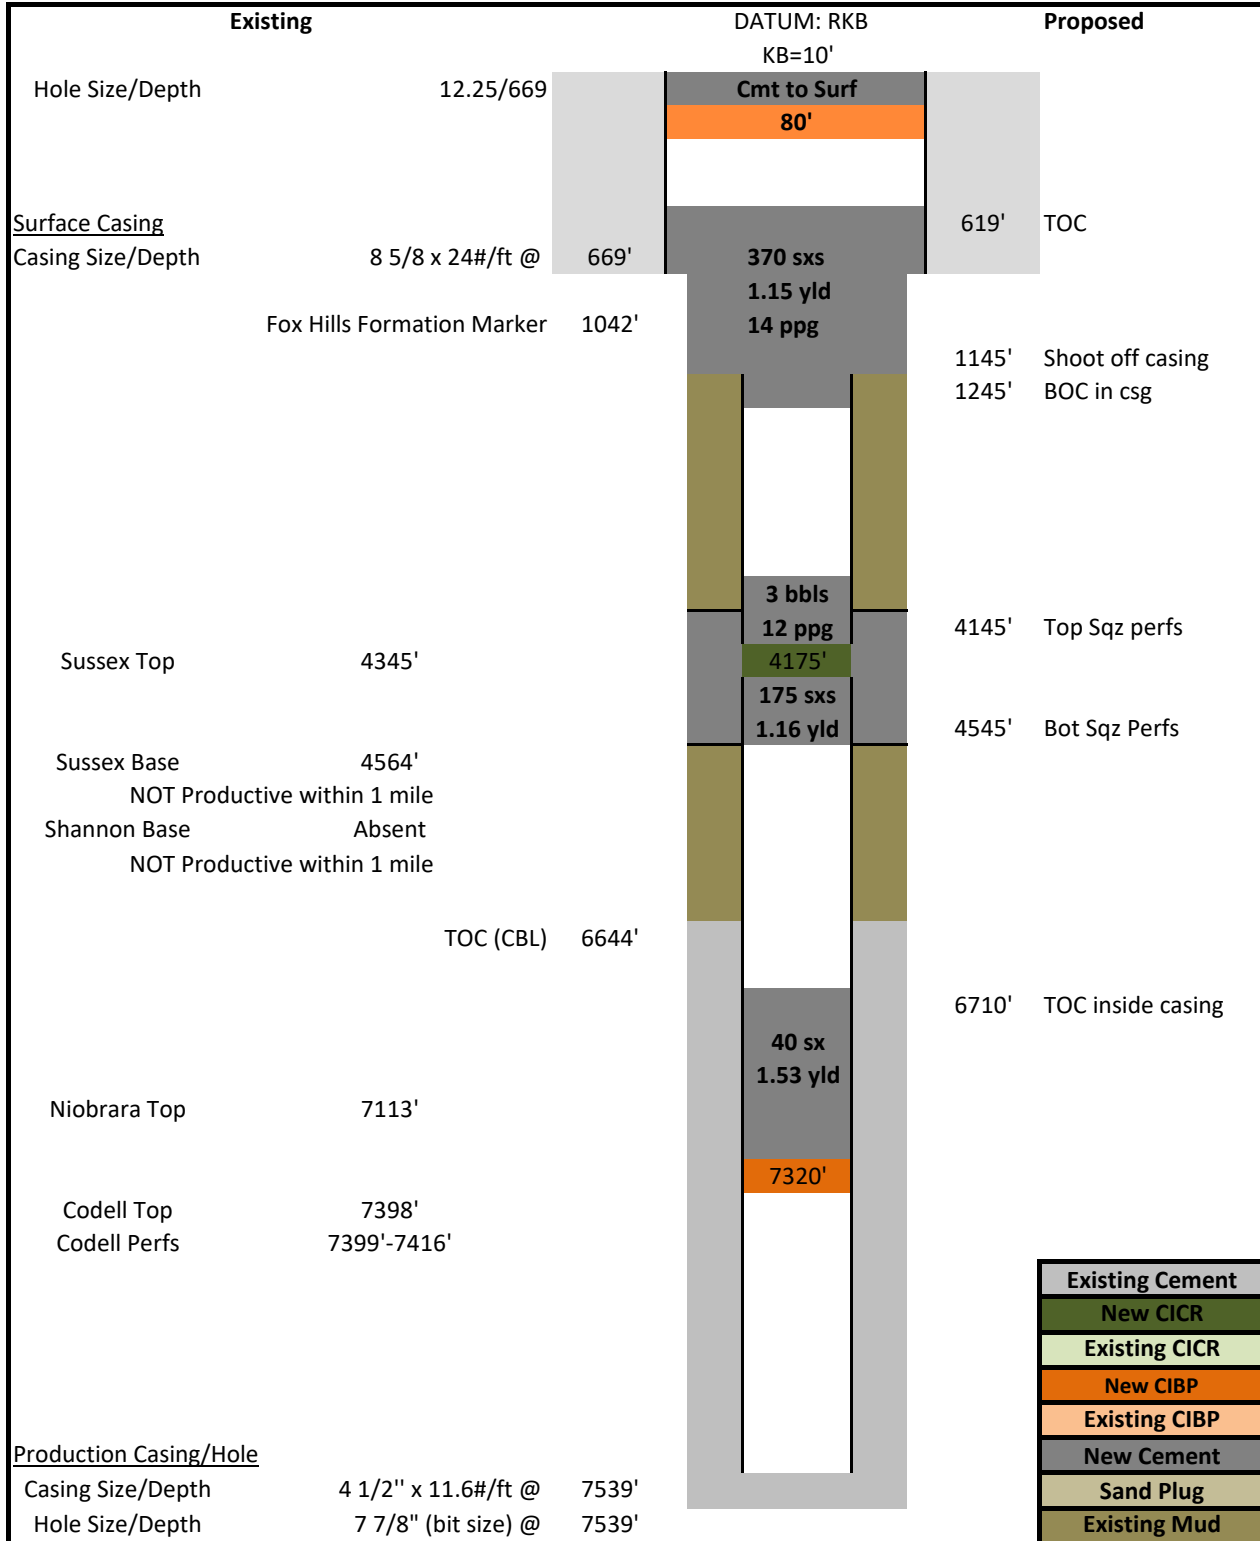 Existing DATUM: RKB Proposed
KB=10'
Hole Size/Depth 12.25/669 Cmt to Surf
80'
Surface Casing 619' TOC
Casing Size/Depth 8 5/8 x 24#/ft @ 669' 370 sxs
1.15 yld
Fox Hills Formation Marker 1042' 14 ppg
1145' Shoot off casing
1245' BOC in csg
3 bbls
12 ppg 4145' Top Sqz perfs
Sussex Top 4345' 4175'
175 sxs
1.16 yld 4545' Bot Sqz Perfs
Sussex Base 4564'
NOT Productive within 1 mile
Shannon Base Absent
NOT Productive within 1 mile
TOC (CBL) 6644'
6710' TOC inside casing
40 sx
1.53 yld
Niobrara Top 7113'
7320'
Codell Top 7398'
Codell Perfs 7399'-7416'
Existing Cement
New CICR
Existing CICR
New CIBP
Existing CIBP
Production Casing/Hole New Cement
Casing Size/Depth 4 1/2'' x 11.6#/ft @ 7539' Sand Plug
Hole Size/Depth 7 7/8" (bit size) @ 7539' Existing Mud